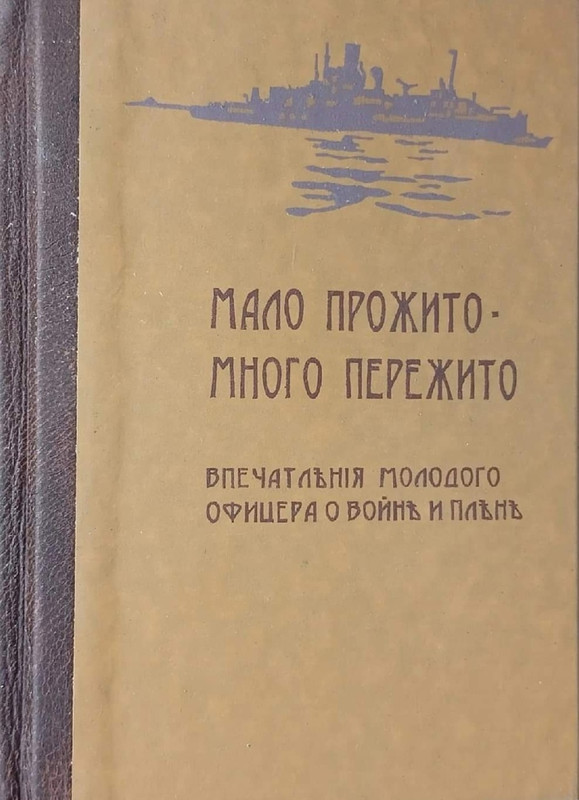 МАЛО ПРОЖИТО -
МНОГО ПЕРЕЖИТО
ВПЕЧАТЛѢНІЯ МОЛОДОГО
ОФИЦЕРА О ВОЙНѢ И ПЛѢНѢ